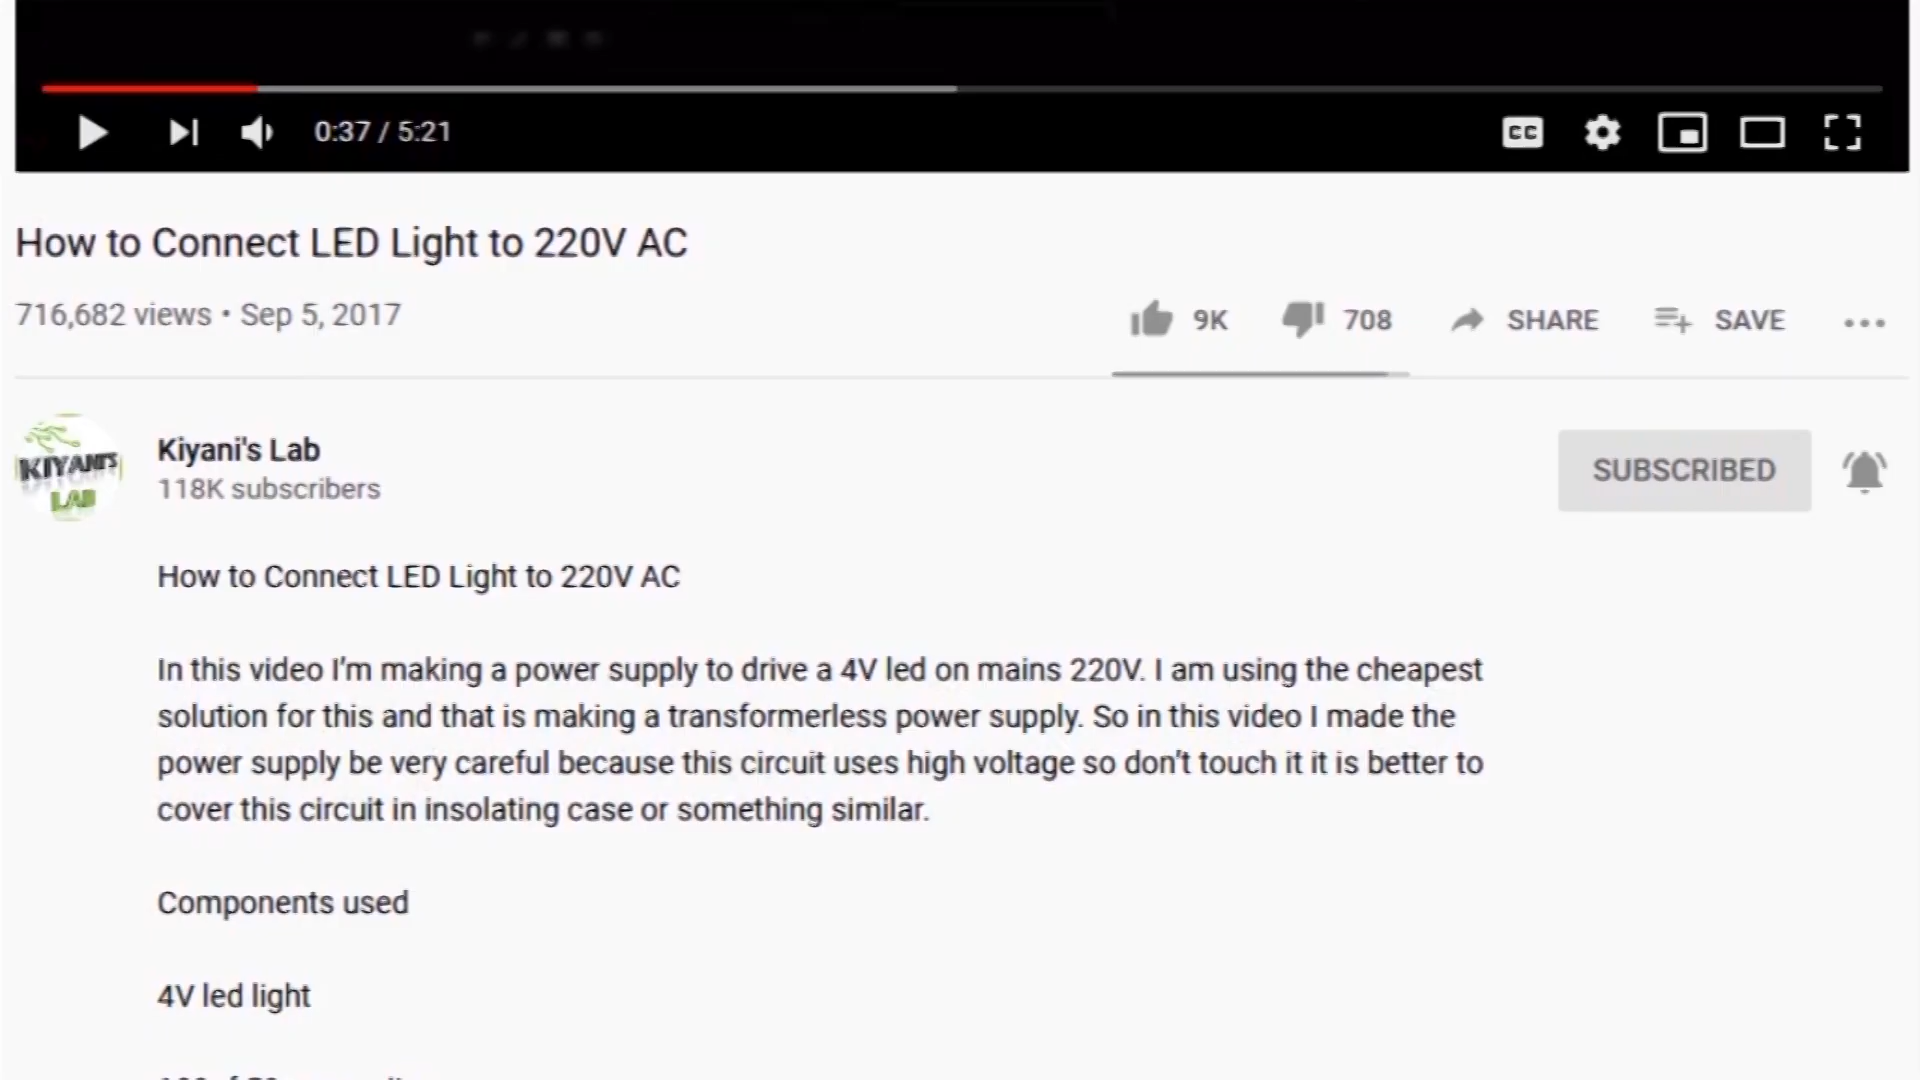 0:37 / 5:21
CC
How to Connect LED Light to 220V AC
716,682 views • Sep 5, 2017
9K 708 SHARE SAVE
KIYANI'S
LAB
Kiyani's Lab
118K subscribers
SUBSCRIBED
How to Connect LED Light to 220V AC
In this video I'm making a power supply to drive a 4V led on mains 220V. I am using the cheapest
solution for this and that is making a transformerless power supply. So in this video I made the
power supply be very careful because this circuit uses high voltage so don't touch it it is better to
cover this circuit in insolating case or something similar.
Components used
4V led light